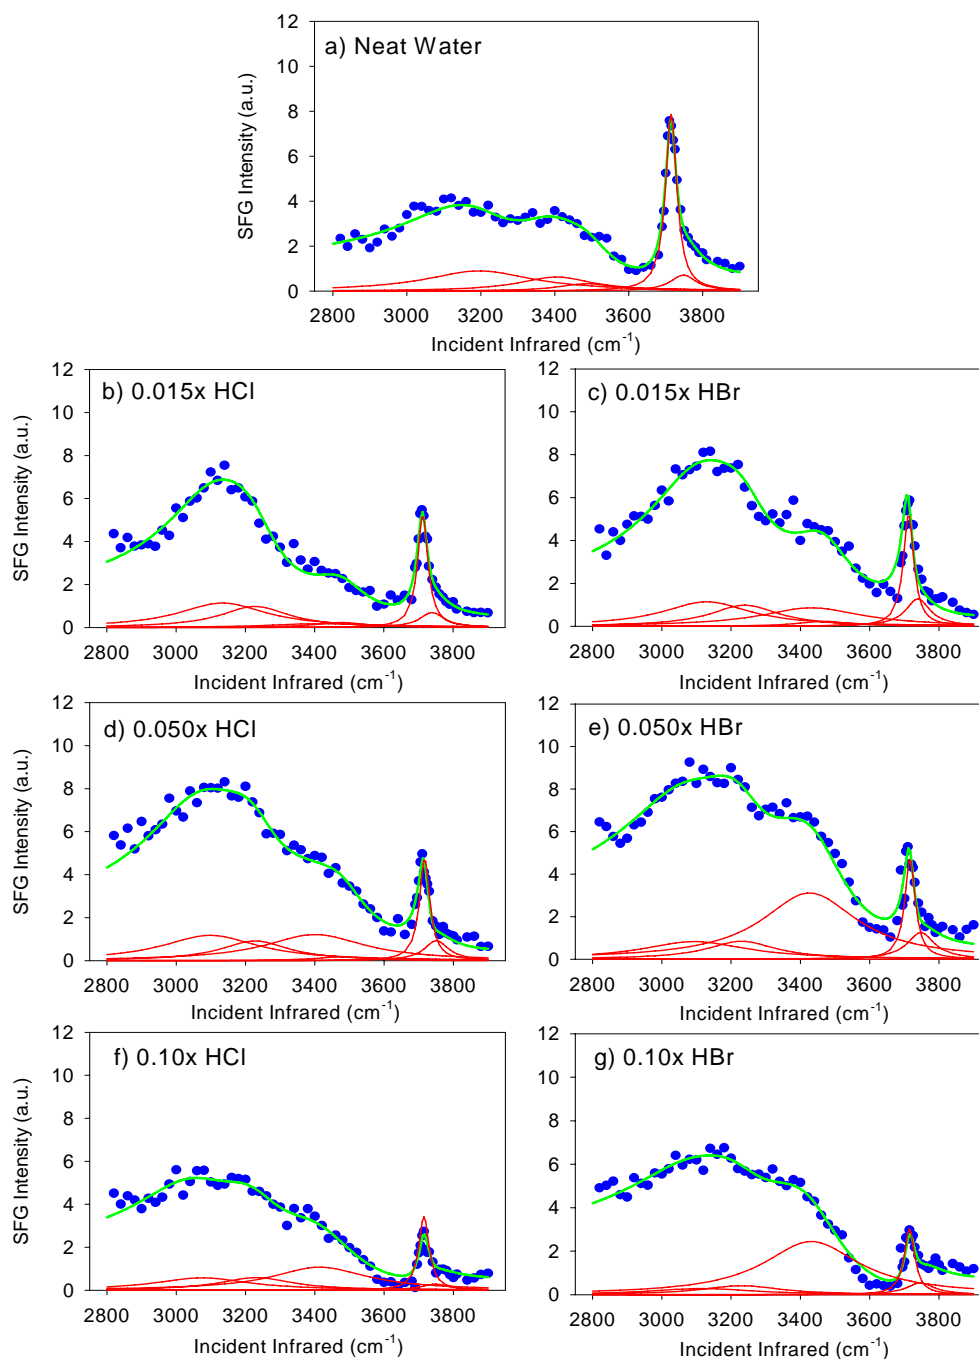 a) Neat Water
SFG Intensity (a.u.)
12
10
8
6
4
2
0
2800 3000 3200 3400 3600 3800
Incident Infrared (cm⁻¹)
b) 0.015x HCl
SFG Intensity (a.u.)
12
10
8
6
4
2
0
2800 3000 3200 3400 3600 3800
Incident Infrared (cm⁻¹)
c) 0.015x HBr
12
10
8
6
4
2
0
2800 3000 3200 3400 3600 3800
Incident Infrared (cm⁻¹)
d) 0.050x HCl
SFG Intensity (a.u.)
12
10
8
6
4
2
0
2800 3000 3200 3400 3600 3800
Incident Infrared (cm⁻¹)
e) 0.050x HBr
12
10
8
6
4
2
0
2800 3000 3200 3400 3600 3800
Incident Infrared (cm⁻¹)
f) 0.10x HCl
SFG Intensity (a.u.)
12
10
8
6
4
2
0
2800 3000 3200 3400 3600 3800
Incident Infrared (cm⁻¹)
g) 0.10x HBr
12
10
8
6
4
2
0
2800 3000 3200 3400 3600 3800
Incident Infrared (cm⁻¹)